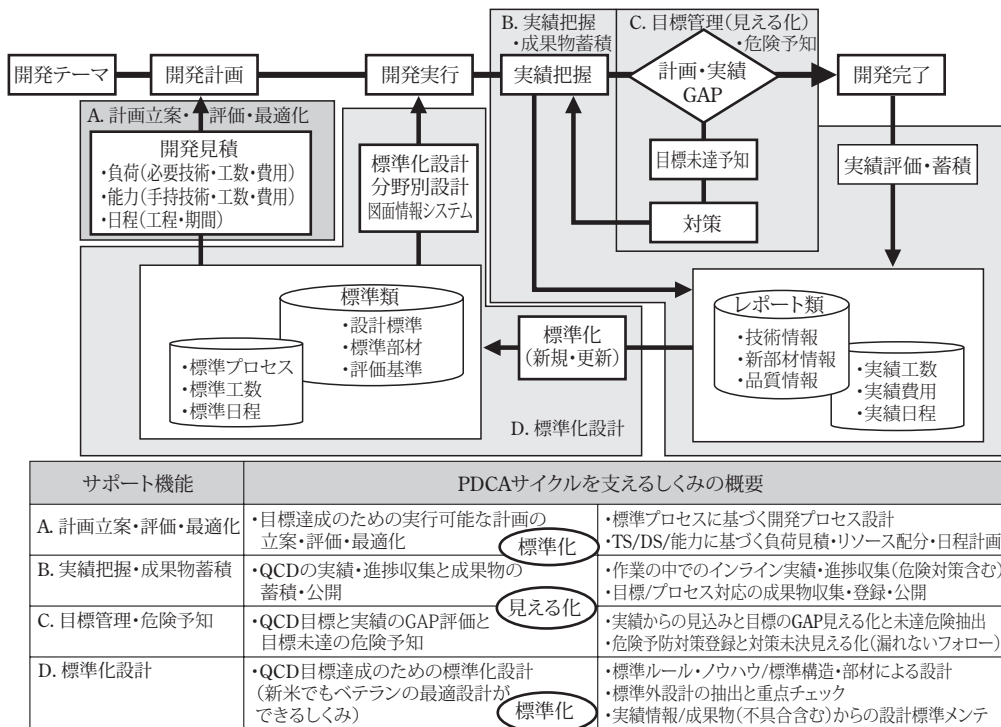 B. 実績把握
・成果物蓄積
C. 目標管理(見える化)
・危険予知
開発テーマ
開発計画
開発実行
実績把握
計画・実績
GAP
開発完了
A. 計画立案・評価・最適化
開発見積
・負荷(必要技術・工数・費用)
・能力(手持技術・工数・費用)
・日程(工程・期間)
標準化設計
分野別設計
図面情報システム
目標未達予知
対策
実績評価・蓄積
標準類
・設計標準
・標準部材
・評価基準
・標準プロセス
・標準工数
・標準日程
標準化
(新規・更新)
レポート類
・技術情報
・新部材情報
・品質情報
・実績工数
・実績費用
・実績日程
D. 標準化設計
サポート機能
PDCAサイクルを支えるしくみの概要
A. 計画立案・評価・最適化
・目標達成のための実行可能な計画の
立案・評価・最適化
標準化
・標準プロセスに基づく開発プロセス設計
・TS/DS/能力に基づく負荷見積・リソース配分・日程計画
B. 実績把握・成果物蓄積
・QCDの実績・進捗収集と成果物の
蓄積・公開
見える化
・作業の中でのインライン実績・進捗収集(危険対策含む)
・目標/プロセス対応の成果物収集・登録・公開
C. 目標管理・危険予知
・QCD目標と実績のGAP評価と
目標未達の危険予知
・実績からの見込みと目標のGAP見える化と未達危険抽出
・危険予防対策登録と対策未決見える化(漏れないフォロー)
D. 標準化設計
・QCD目標達成のための標準化設計
(新米でもベテランの最適設計が
できるしくみ)
標準化
・標準ルール・ノウハウ/標準構造・部材による設計
・標準外設計の抽出と重点チェック
・実績情報/成果物(不具合含む)からの設計標準メンテ